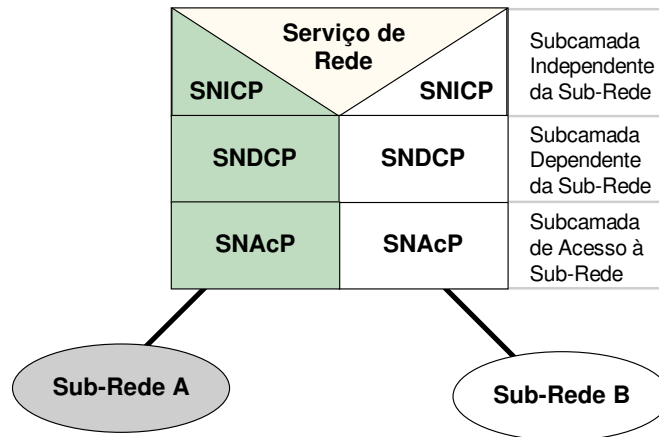 Serviço de
Rede
SNICP
SNICP
Subcamada
Independente
da Sub-Rede
SNDCP
SNDCP
Subcamada
Dependente
da Sub-Rede
SNAcP
SNAcP
Subcamada
de Acesso à
Sub-Rede
Sub-Rede A
Sub-Rede B